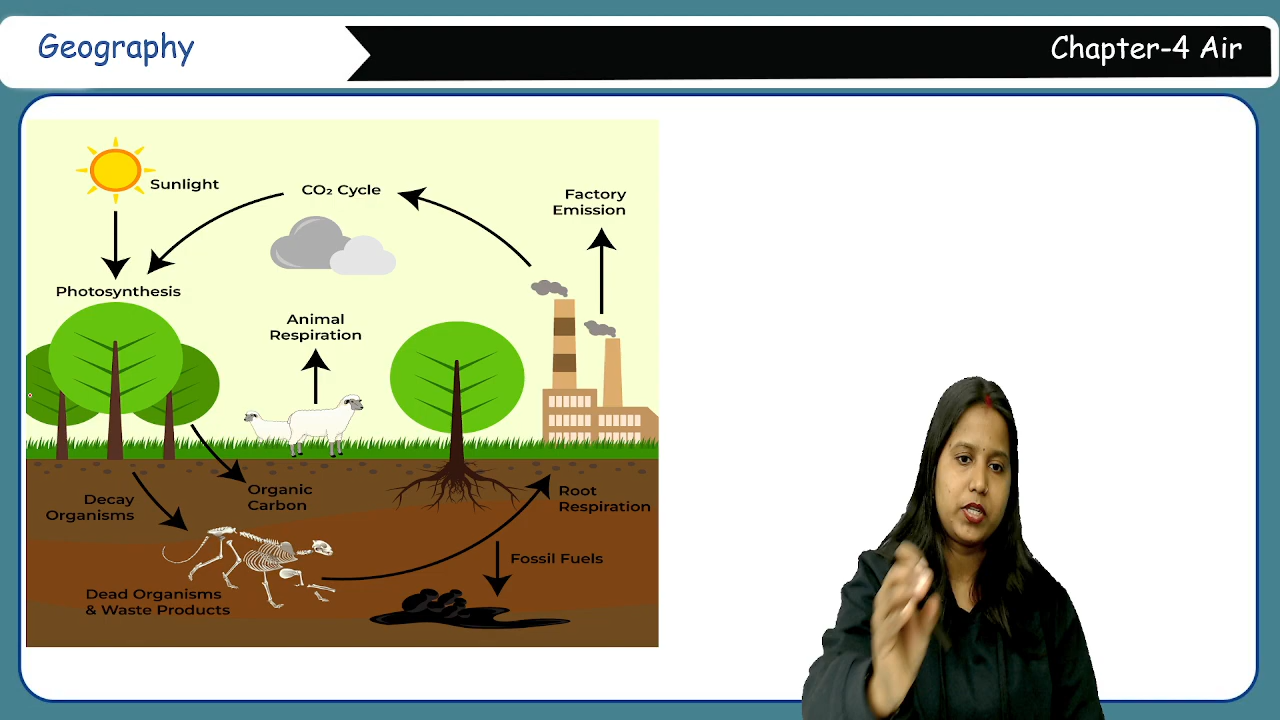 Geography
Chapter-4 Air
Sunlight
CO₂ Cycle
Factory
Emission
Photosynthesis
Animal
Respiration
Organic
Carbon
Decay
Organisms
Root
Respiration
Fossil Fuels
Dead Organisms
& Waste Products